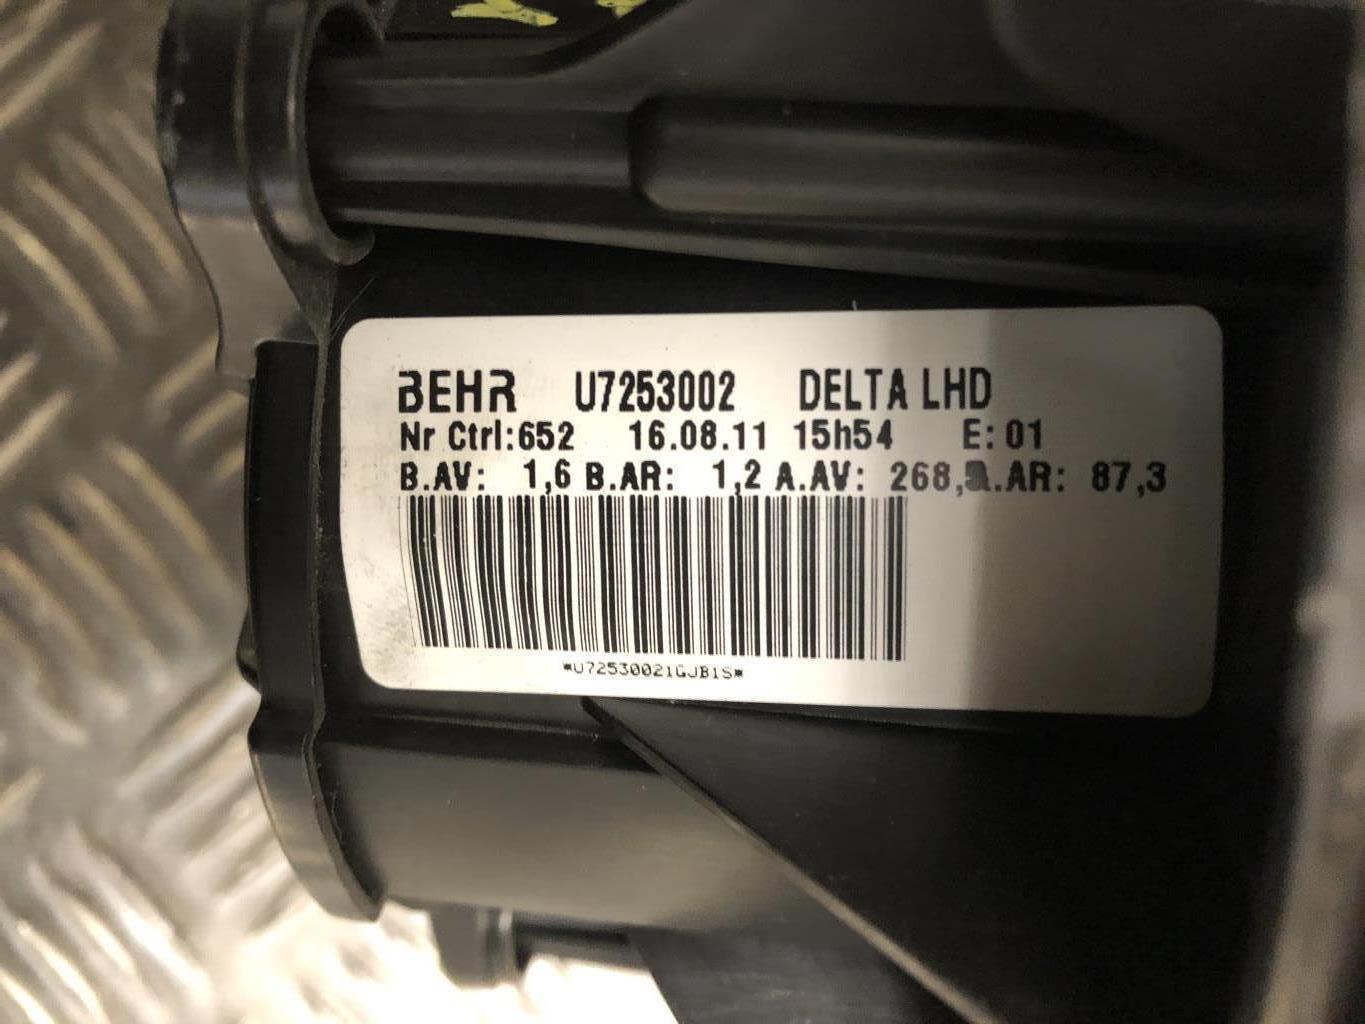 BEHR U7253002 DELTA LHD
Nr Ctrl:652 16.08.11 15h54 E: 01
B.AV: 1,6 B.AR: 1,2 A.AV: 268, A.AR: 87,3
*U72530021GJB1S*